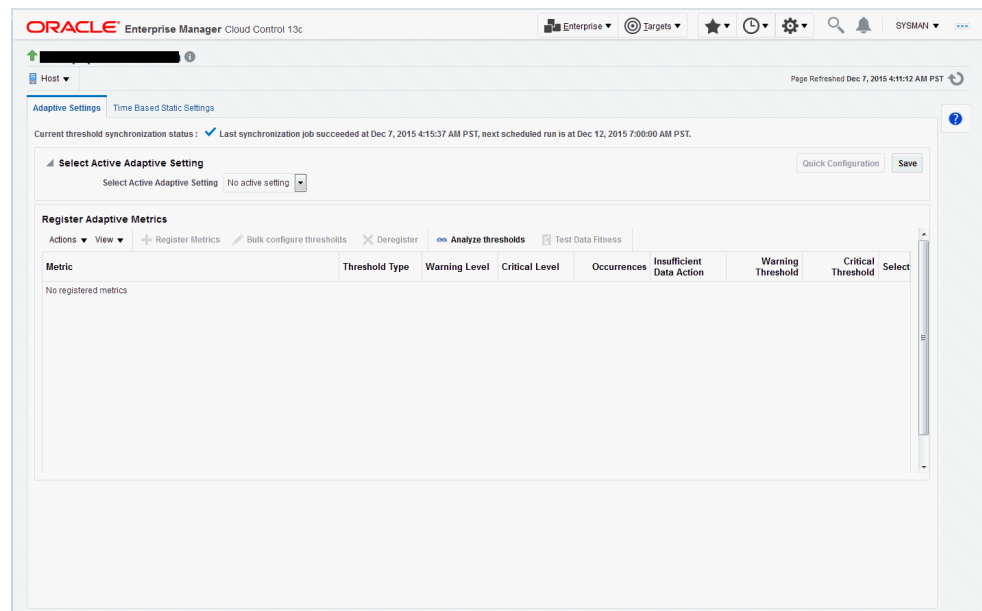 ORACLE Enterprise Manager Cloud Control 13c Enterprise Targets SYSMAN
Host Page Refreshed Dec 7, 2015 4:11:12 AM PST
Adaptive Settings Time Based Static Settings
Current threshold synchronization status : Last synchronization job succeeded at Dec 7, 2015 4:15:37 AM PST, next scheduled run is at Dec 12, 2015 7:00:00 AM PST.
Select Active Adaptive Setting Quick Configuration Save
Select Active Adaptive Setting No active setting
Register Adaptive Metrics
Actions View Register Metrics Bulk configure thresholds Deregister Analyze thresholds Test Data Fitness
Metric Threshold Type Warning Level Critical Level Occurrences Insufficient Data Action Warning Threshold Critical Threshold Select
No registered metrics